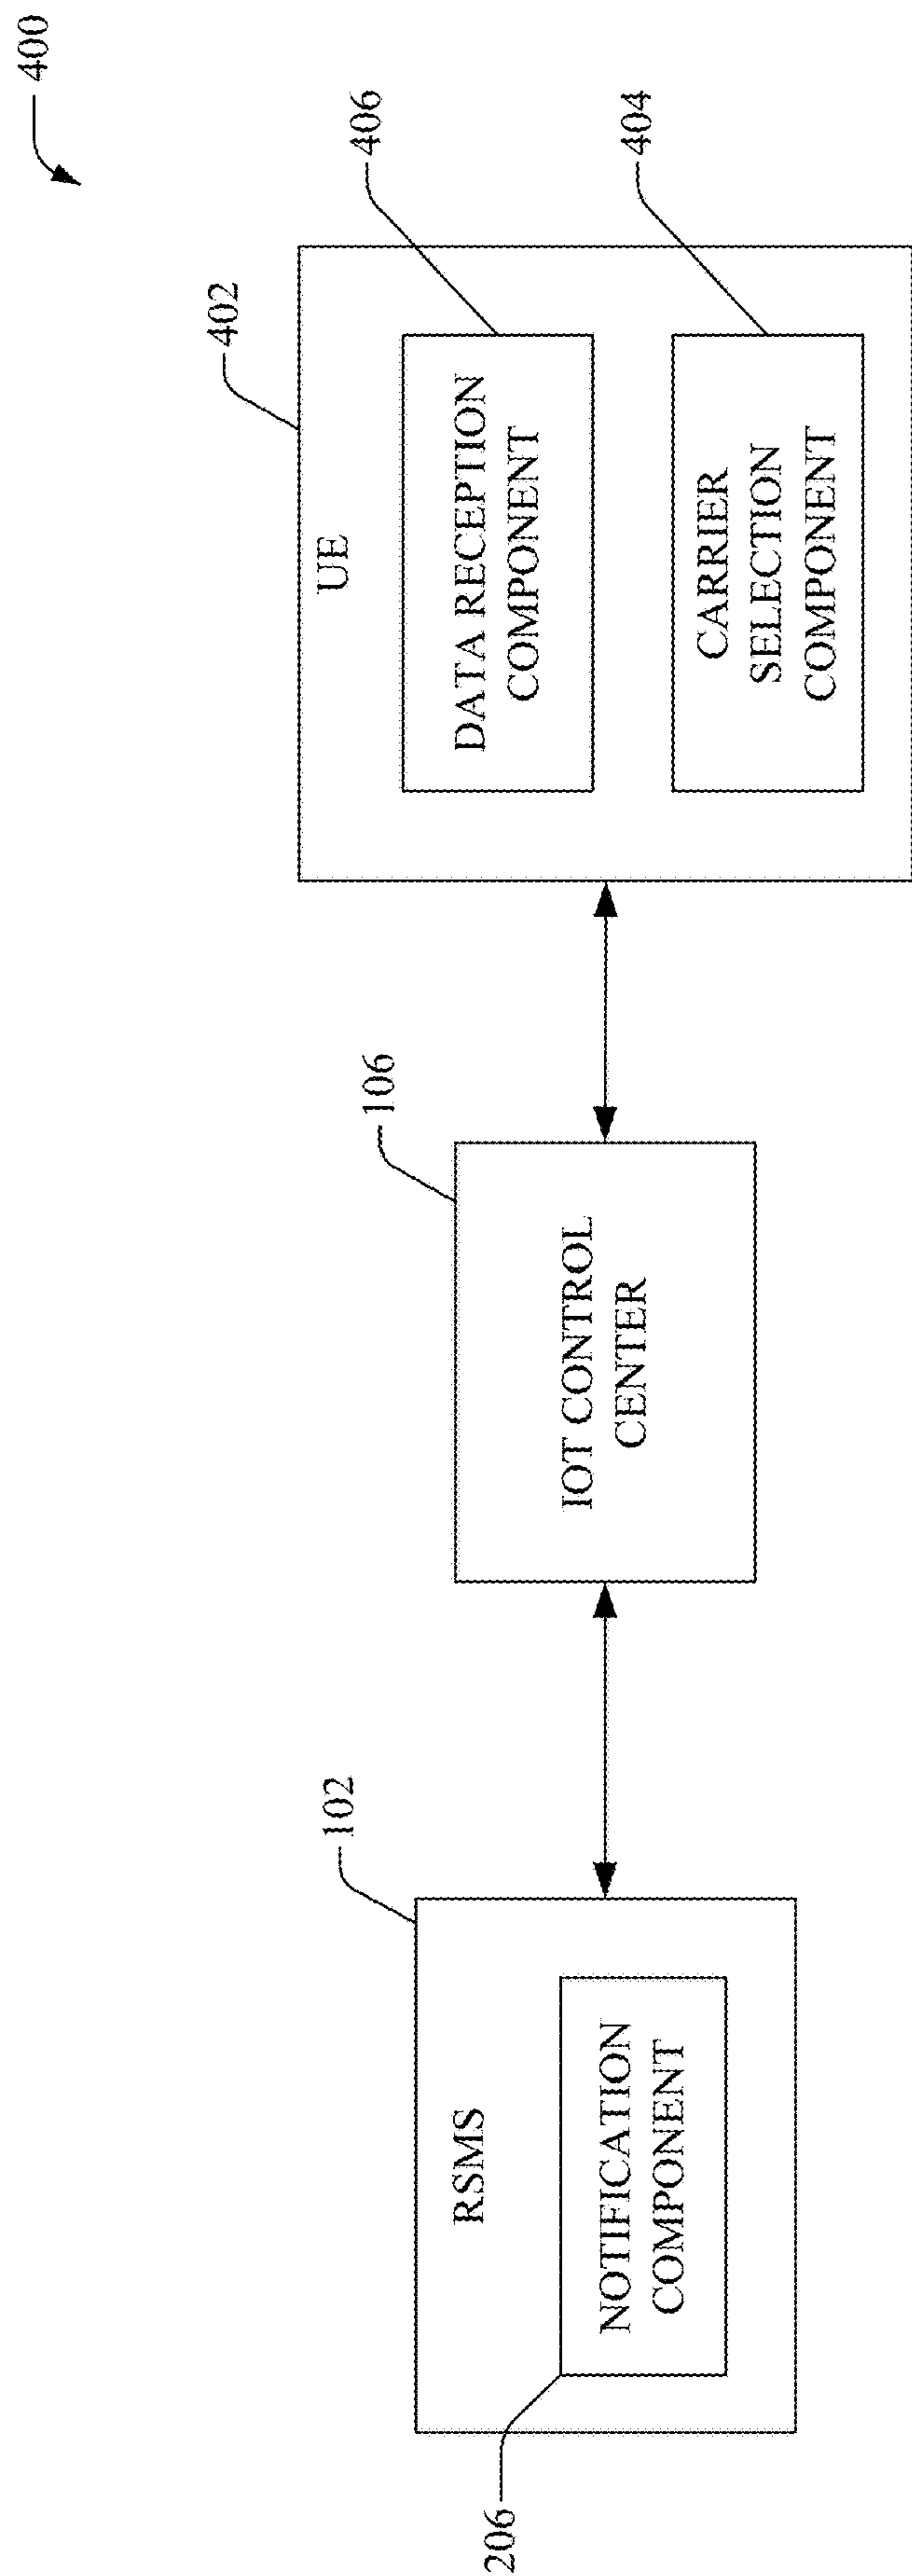 400
402
UE
406
DATA RECEPTION
COMPONENT
404
CARRIER
SELECTION
COMPONENT
106
IOT CONTROL
CENTER
102
RSMS
206
NOTIFICATION
COMPONENT